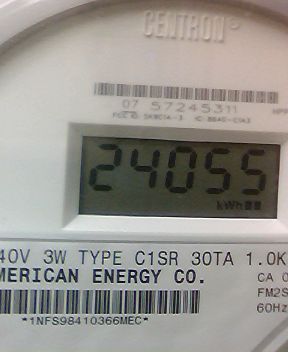 CENTRON®
07 57245311
24055
kWh
40V 3W TYPE C1SR 30TA 1.0K
MERICAN ENERGY CO.
CA 0
FM2S
60Hz
*1NFS98410366MEC*